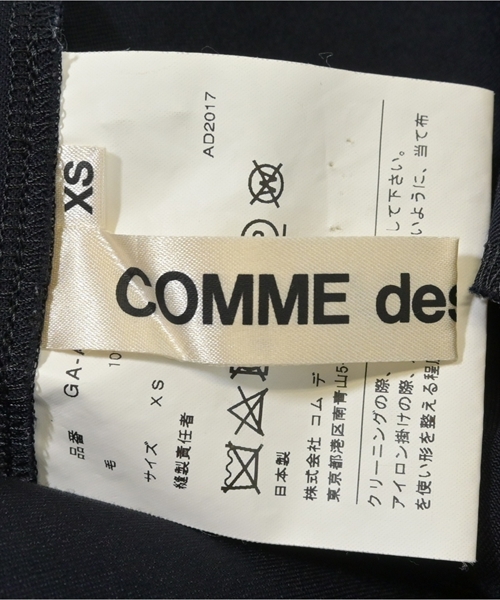 XS
COMME des
AD2017
品番
GA-
毛
10
サイズ
XS
縫製責任者
日本製
株式会社 コム デ
東京都港区南青山5-
クリーニングの際、
して下さい。
アイロン掛けの際、
いように、当て布
を使い形を整える程度